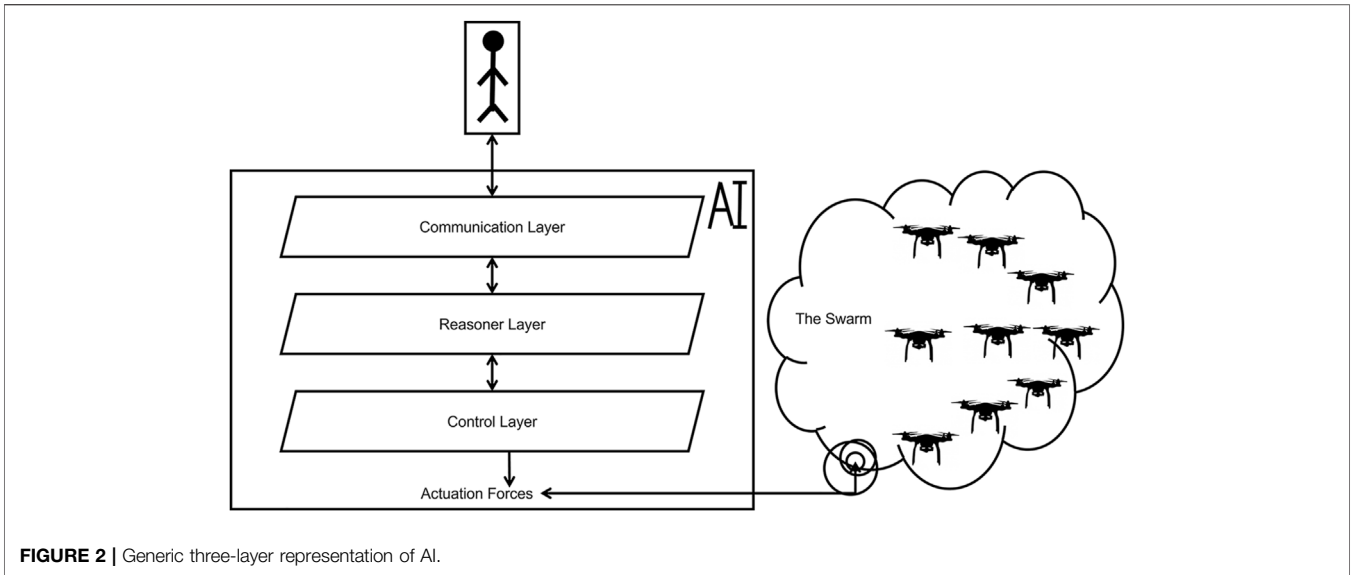 AI
Communication Layer
Reasoner Layer
The Swarm
Control Layer
Actuation Forces
FIGURE 2 | Generic three-layer representation of AI.